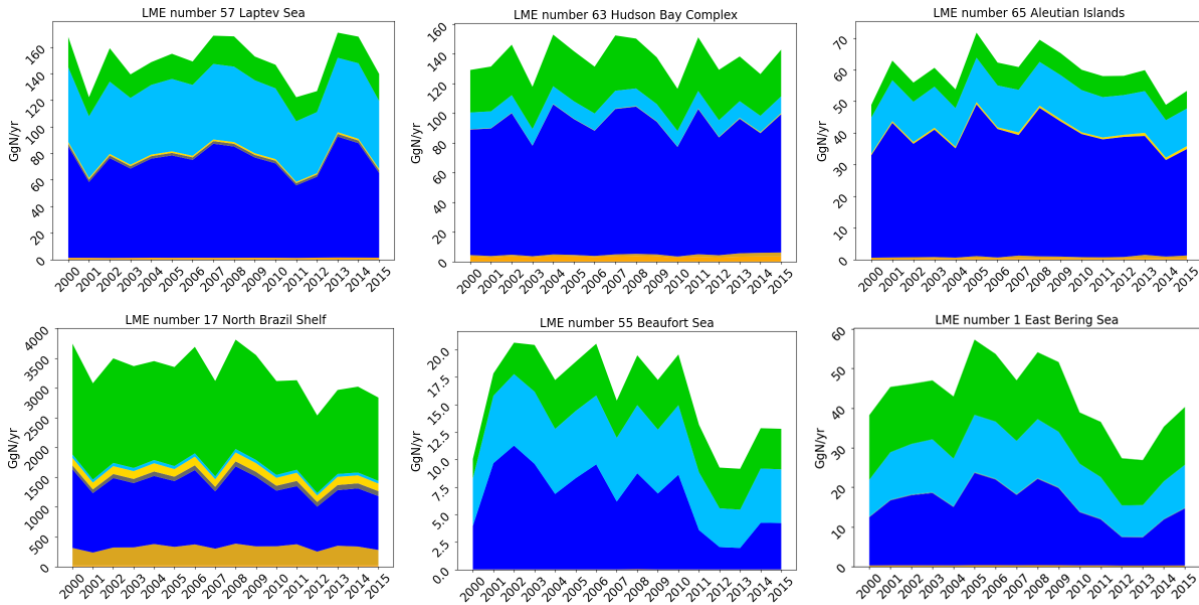 LME number 57 Laptev Sea
GgN/yr
160
140
120
100
80
60
40
20
0
2000 2001 2002 2003 2004 2005 2006 2007 2008 2009 2010 2011 2012 2013 2014 2015
LME number 63 Hudson Bay Complex
GgN/yr
160
140
120
100
80
60
40
20
0
2000 2001 2002 2003 2004 2005 2006 2007 2008 2009 2010 2011 2012 2013 2014 2015
LME number 65 Aleutian Islands
GgN/yr
70
60
50
40
30
20
10
0
2000 2001 2002 2003 2004 2005 2006 2007 2008 2009 2010 2011 2012 2013 2014 2015
LME number 17 North Brazil Shelf
GgN/yr
4000
3500
3000
2500
2000
1500
1000
500
0
2000 2001 2002 2003 2004 2005 2006 2007 2008 2009 2010 2011 2012 2013 2014 2015
LME number 55 Beaufort Sea
GgN/yr
20.0
17.5
15.0
12.5
10.0
7.5
5.0
2.5
0.0
2000 2001 2002 2003 2004 2005 2006 2007 2008 2009 2010 2011 2012 2013 2014 2015
LME number 1 East Bering Sea
GgN/yr
60
50
40
30
20
10
0
2000 2001 2002 2003 2004 2005 2006 2007 2008 2009 2010 2011 2012 2013 2014 2015